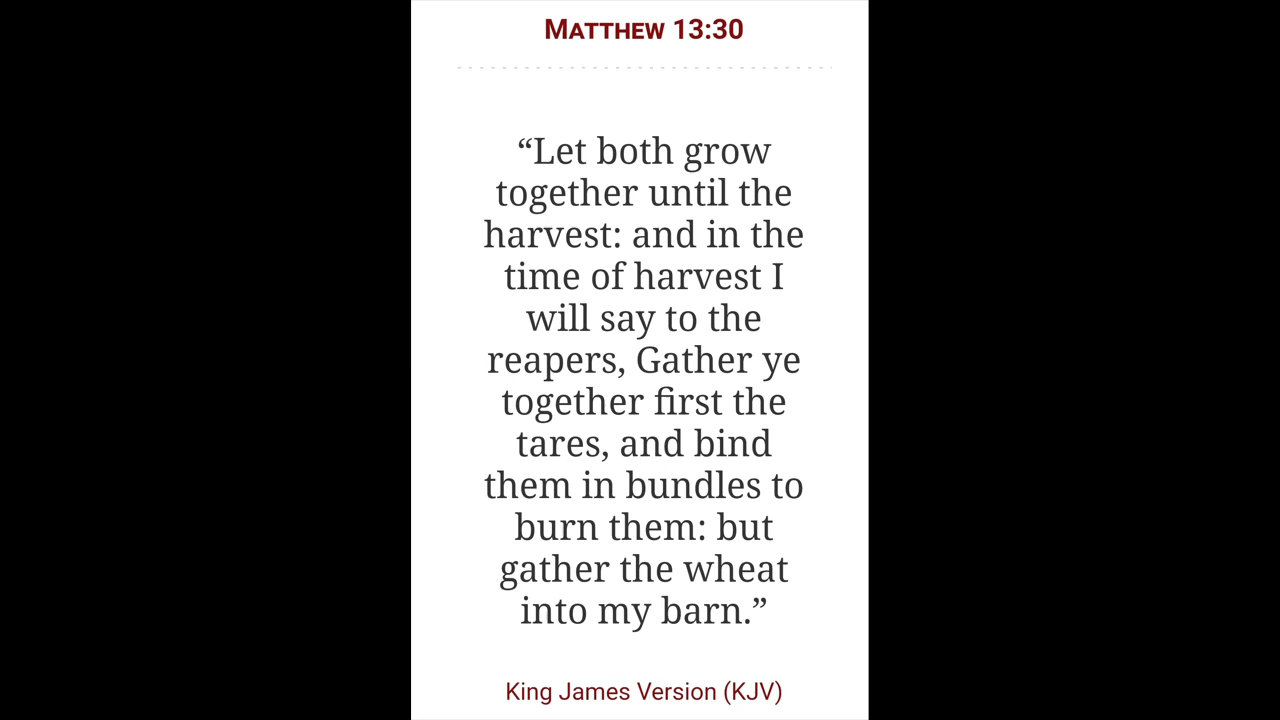 Matthew 13:30
“Let both grow
together until the
harvest: and in the
time of harvest I
will say to the
reapers, Gather ye
together first the
tares, and bind
them in bundles to
burn them: but
gather the wheat
into my barn.”
King James Version (KJV)